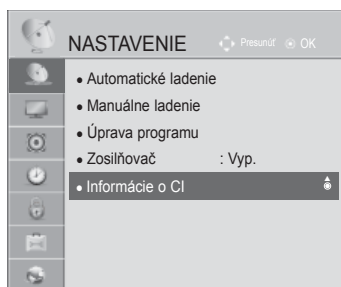 NASTAVENIE
Presunúť OK
• Automatické ladenie
• Manuálne ladenie
• Úprava programu
• Zosilňovač : Vyp.
• Informácie o CI